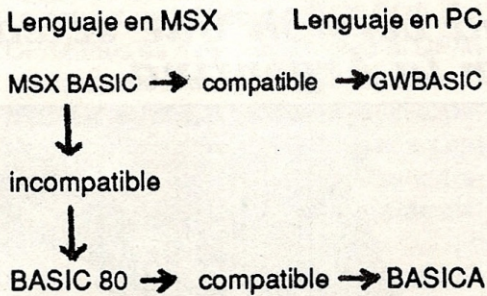 Lenguaje en MSX Lenguaje en PC
MSX BASIC → compatible → GWBASIC
incompatible
BASIC 80 → compatible → BASICA